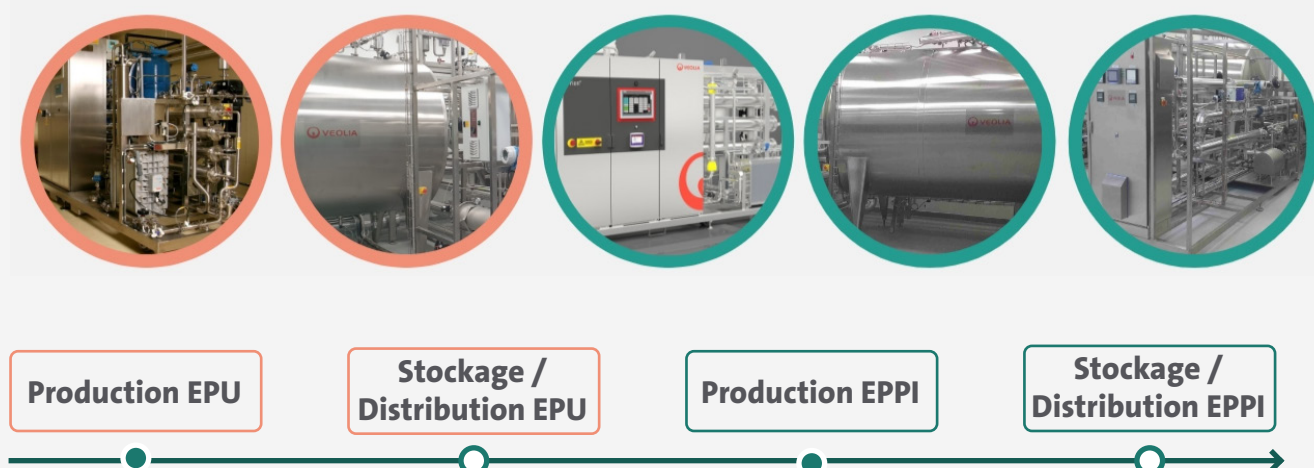 VEOLIA
VEOLIA
VEOLIA
Production EPU
Stockage /
Distribution EPU
Production EPPI
Stockage /
Distribution EPPI